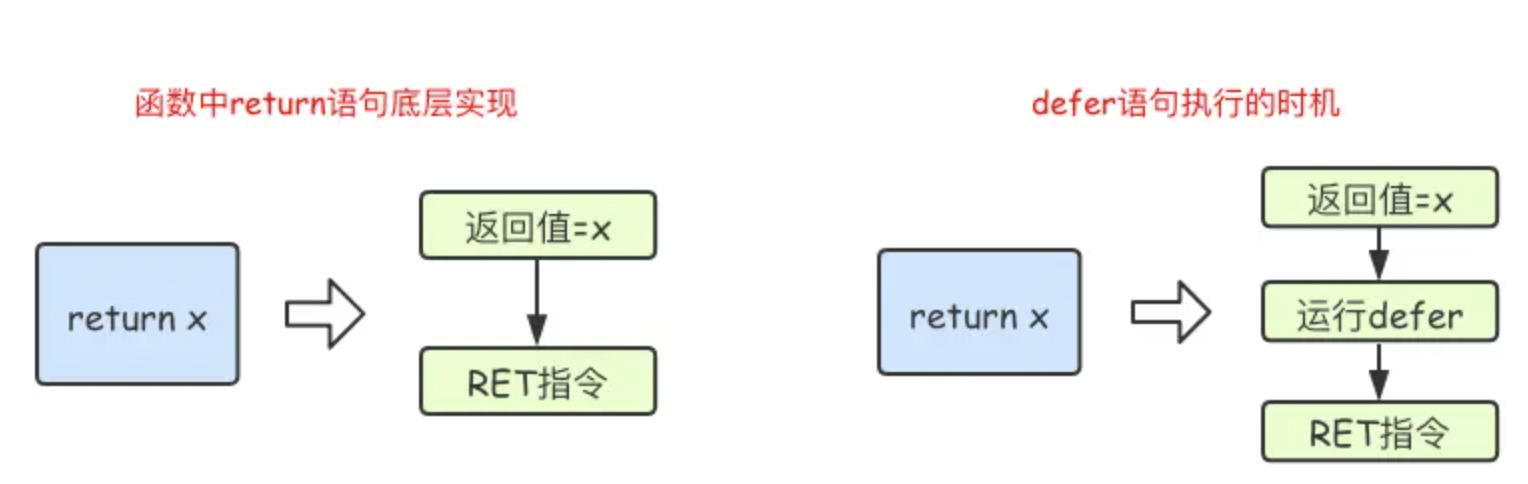 函数中return语句底层实现
return x
返回值=x
RET指令
defer语句执行的时机
return x
返回值=x
运行defer
RET指令